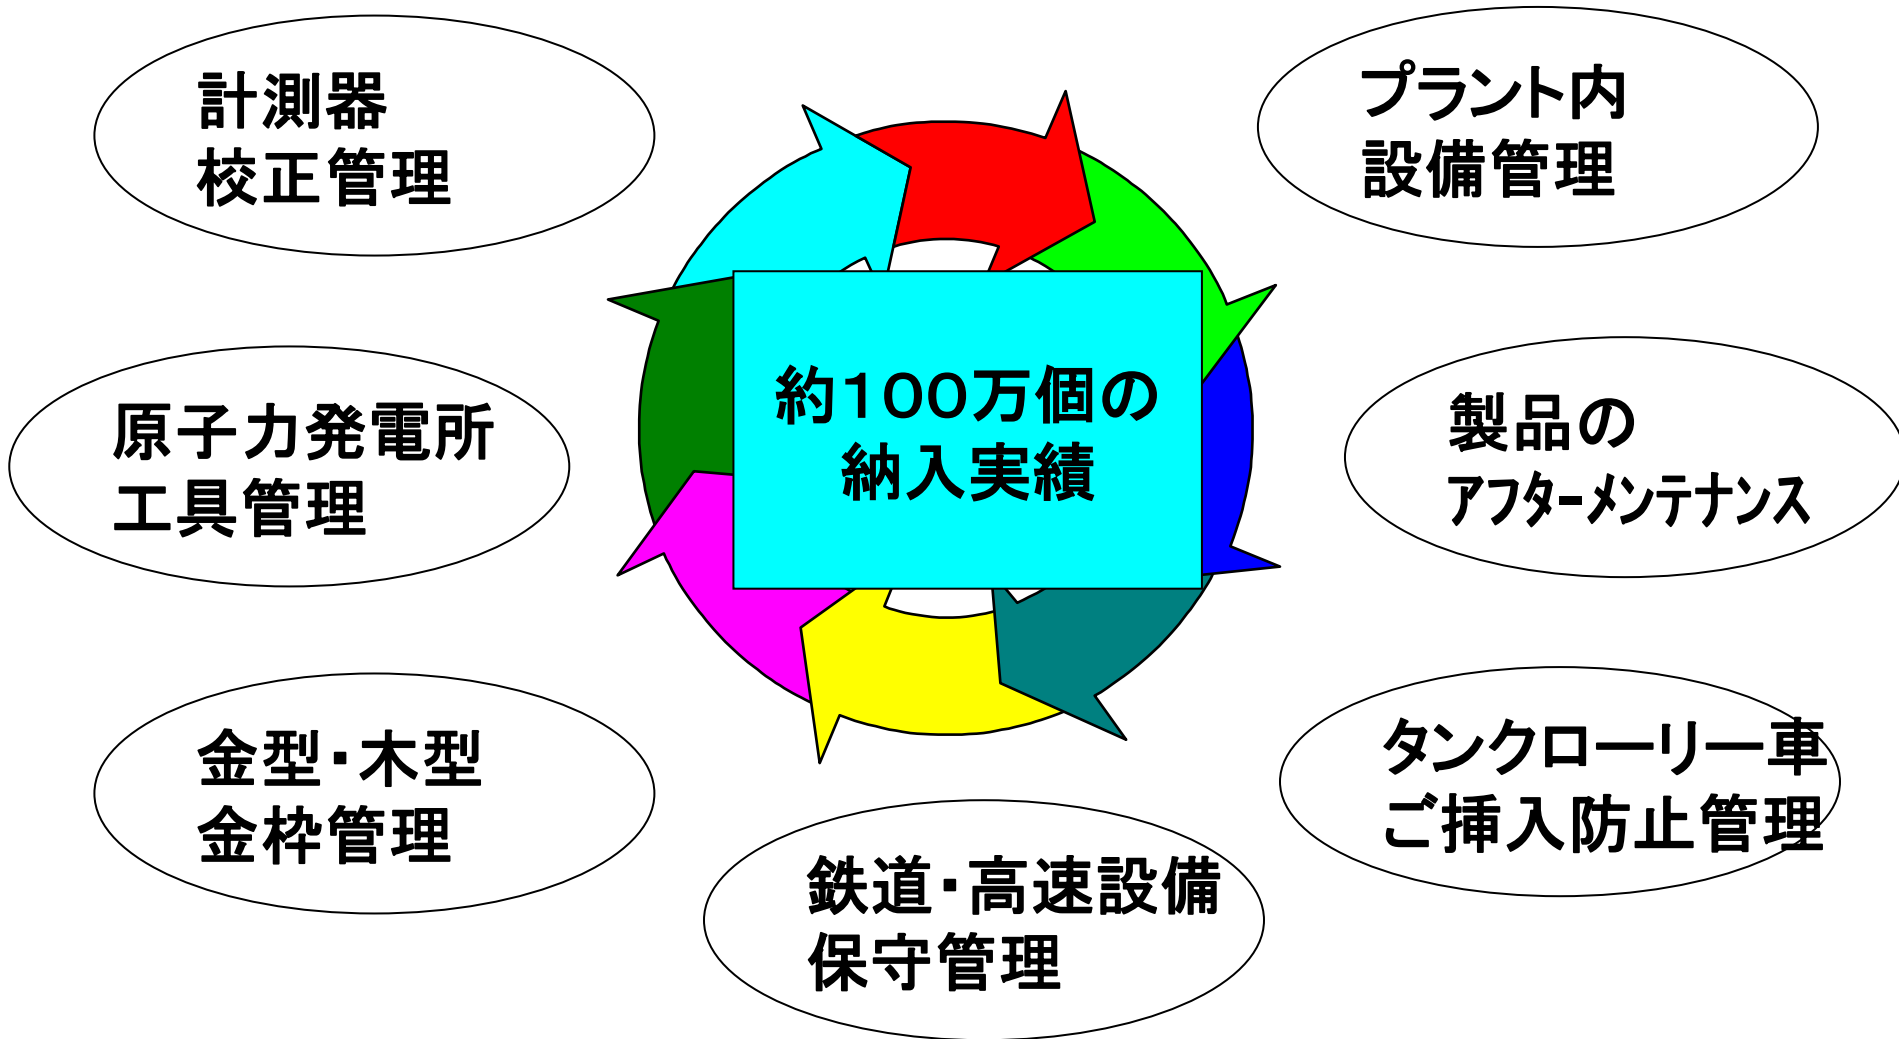 計測器
校正管理
プラント内
設備管理
約１００万個の
納入実績
原子力発電所
工具管理
製品の
アフターメンテナンス
金型・木型
金枠管理
タンクローリー車
ご挿入防止管理
鉄道・高速設備
保守管理